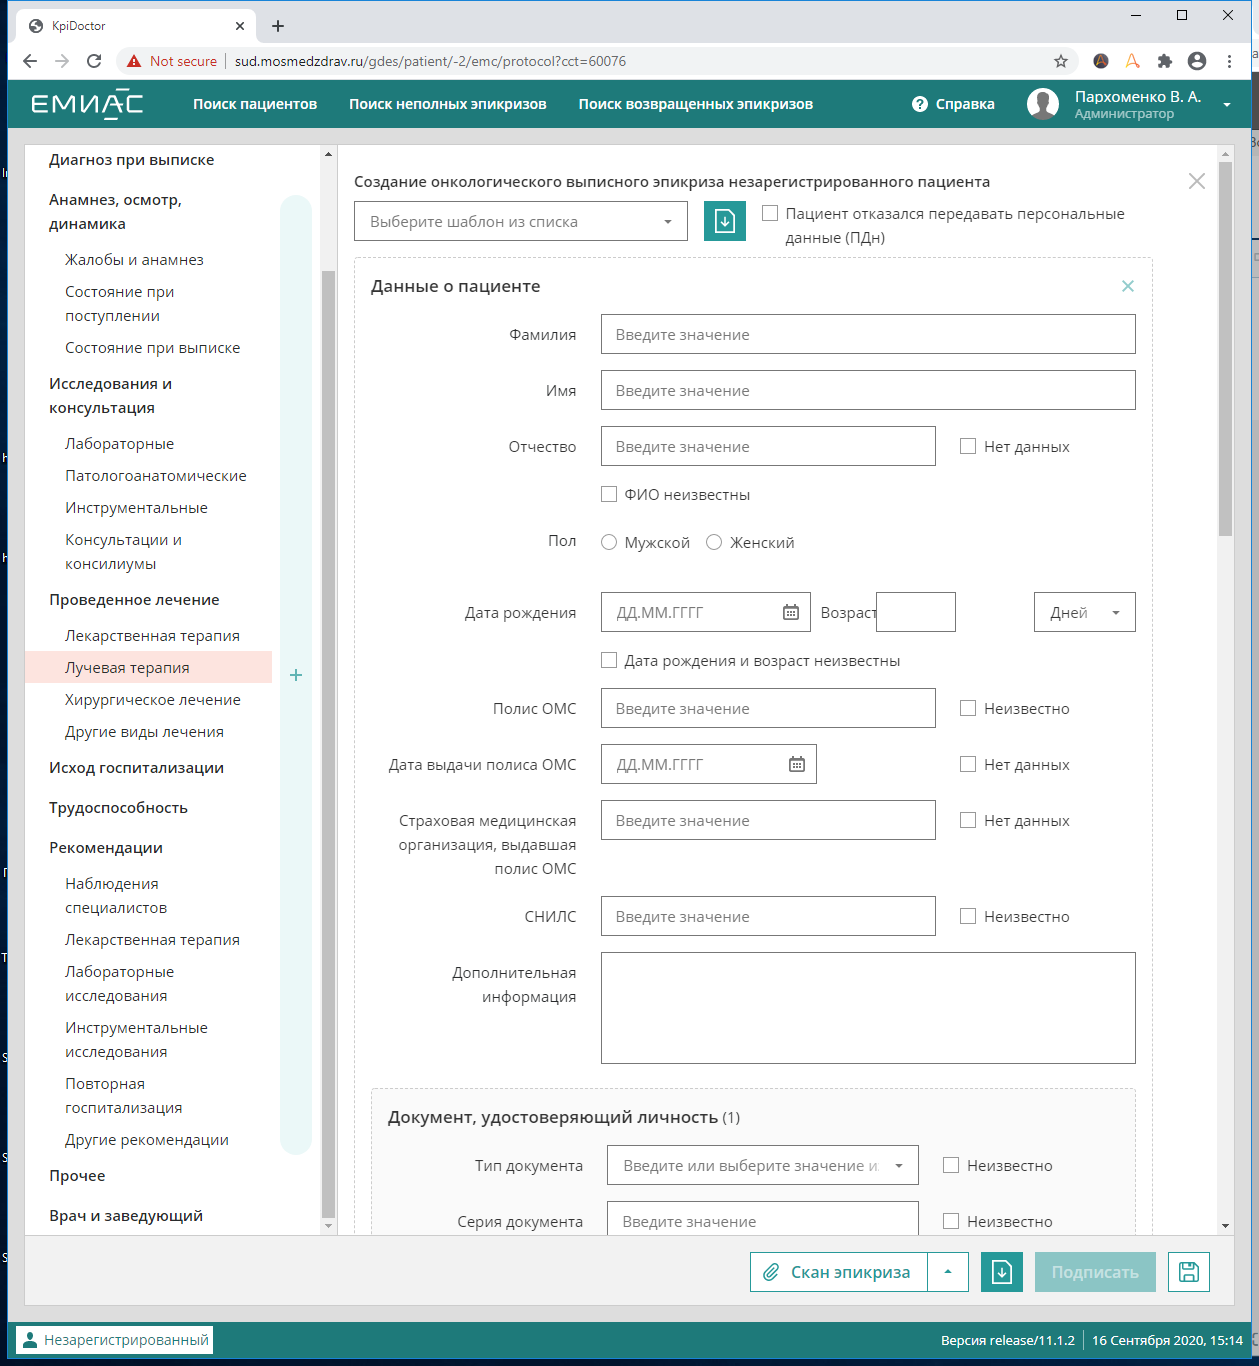 KpiDoctor
Not secure
sud.mosmedzdrav.ru/gdes/patient/-2/emc/protocol?cct=60076
ЕМИАС
Поиск пациентов
Поиск неполных эпикризов
Поиск возвращенных эпикризов
Справка
Пархоменко В. А.
Администратор
Диагноз при выписке
Анамнез, осмотр,
динамика
Жалобы и анамнез
Состояние при
поступлении
Состояние при выписке
Исследования и
консультация
Лабораторные
Патологоанатомические
Инструментальные
Консультации и
консилиумы
Проведенное лечение
Лекарственная терапия
Лучевая терапия
Хирургическое лечение
Другие виды лечения
Исход госпитализации
Трудоспособность
Рекомендации
Наблюдения
специалистов
Лекарственная терапия
Лабораторные
исследования
Инструментальные
исследования
Повторная
госпитализация
Другие рекомендации
Прочее
Врач и заведующий
Создание онкологического выписного эпикриза незарегистрированного пациента
Выберите шаблон из списка
Пациент отказался передавать персональные
данные (ПДн)
Данные о пациенте
Фамилия Введите значение
Имя Введите значение
Отчество Введите значение Нет данных
ФИО неизвестны
Пол Мужской Женский
Дата рождения ДД.ММ.ГГГГ Возраст Дней
Дата рождения и возраст неизвестны
Полис ОМС Введите значение Неизвестно
Дата выдачи полиса ОМС ДД.ММ.ГГГГ Нет данных
Страховая медицинская Введите значение Нет данных
организация, выдавшая
полис ОМС
СНИЛС Введите значение Неизвестно
Дополнительная
информация
Документ, удостоверяющий личность (1)
Тип документа Введите или выберите значение и Неизвестно
Серия документа Введите значение Неизвестно
Скан эпикриза
Подписать
Незарегистрированный
Версия release/11.1.2
16 Сентября 2020, 15:14